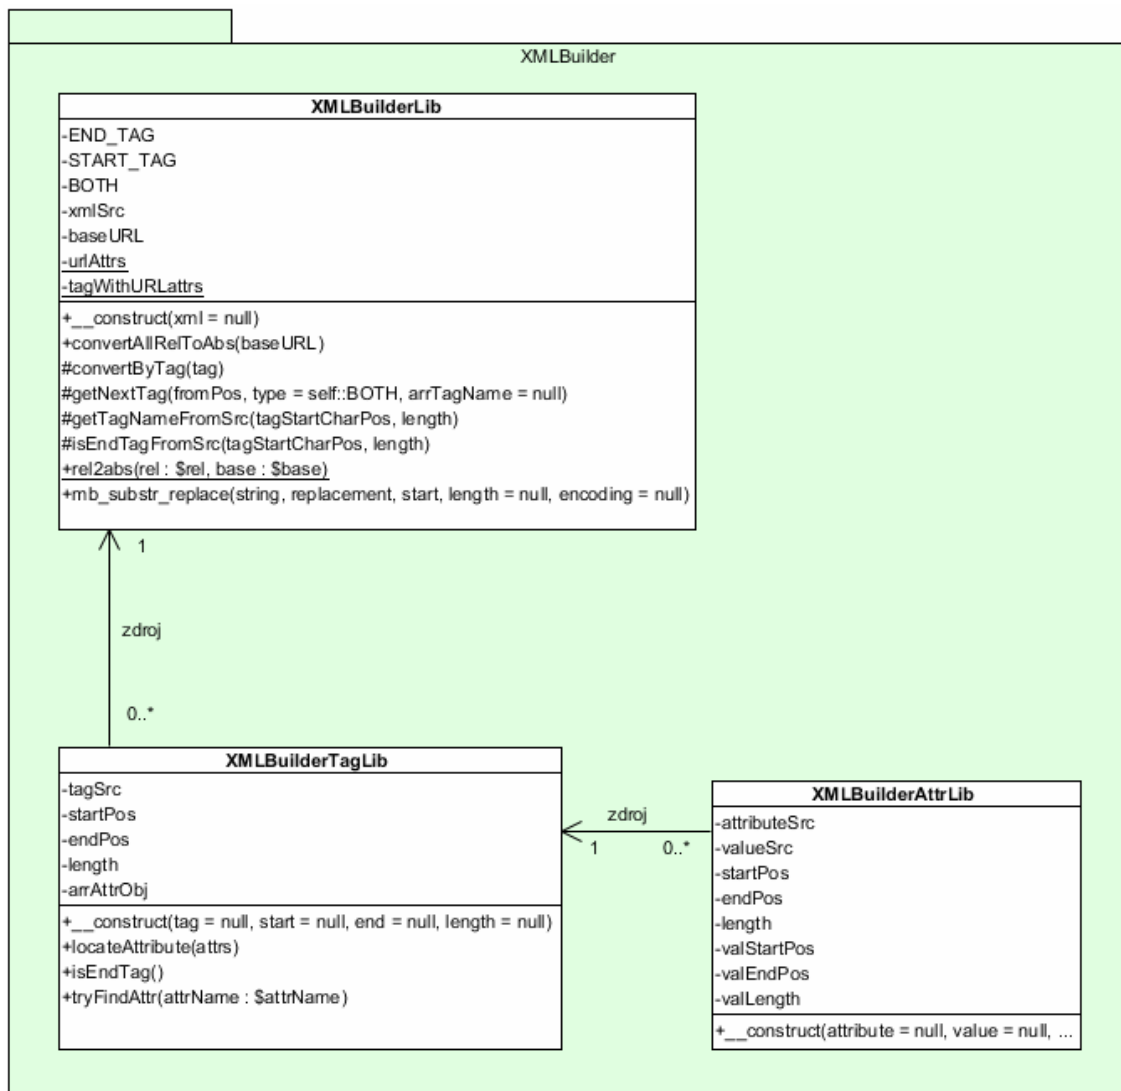 XMLBuilder
XMLBuilderLib
-END_TAG
-START_TAG
-BOTH
-xmlSrc
-baseURL
-urlAttrs
-tagWithURLattrs
+__construct(xml = null)
+convertAllRelToAbs(baseURL)
#convertByTag(tag)
#getNextTag(fromPos, type = self::BOTH, arrTagName = null)
#getTagNameFromSrc(tagStartCharPos, length)
#isEndTagFromSrc(tagStartCharPos, length)
+rel2abs(rel : $rel, base : $base)
+mb_substr_replace(string, replacement, start, length = null, encoding = null)
1
zdroj
0..*
XMLBuilderTagLib
-tagSrc
-startPos
-endPos
-length
-arrAttrObj
+__construct(tag = null, start = null, end = null, length = null)
+locateAttribute(attrs)
+isEndTag()
+tryFindAttr(attrName : $attrName)
zdroj
1 0..*
XMLBuilderAttrLib
-attributeSrc
-valueSrc
-startPos
-endPos
-length
-valStartPos
-valEndPos
-valLength
+__construct(attribute = null, value = null, ...